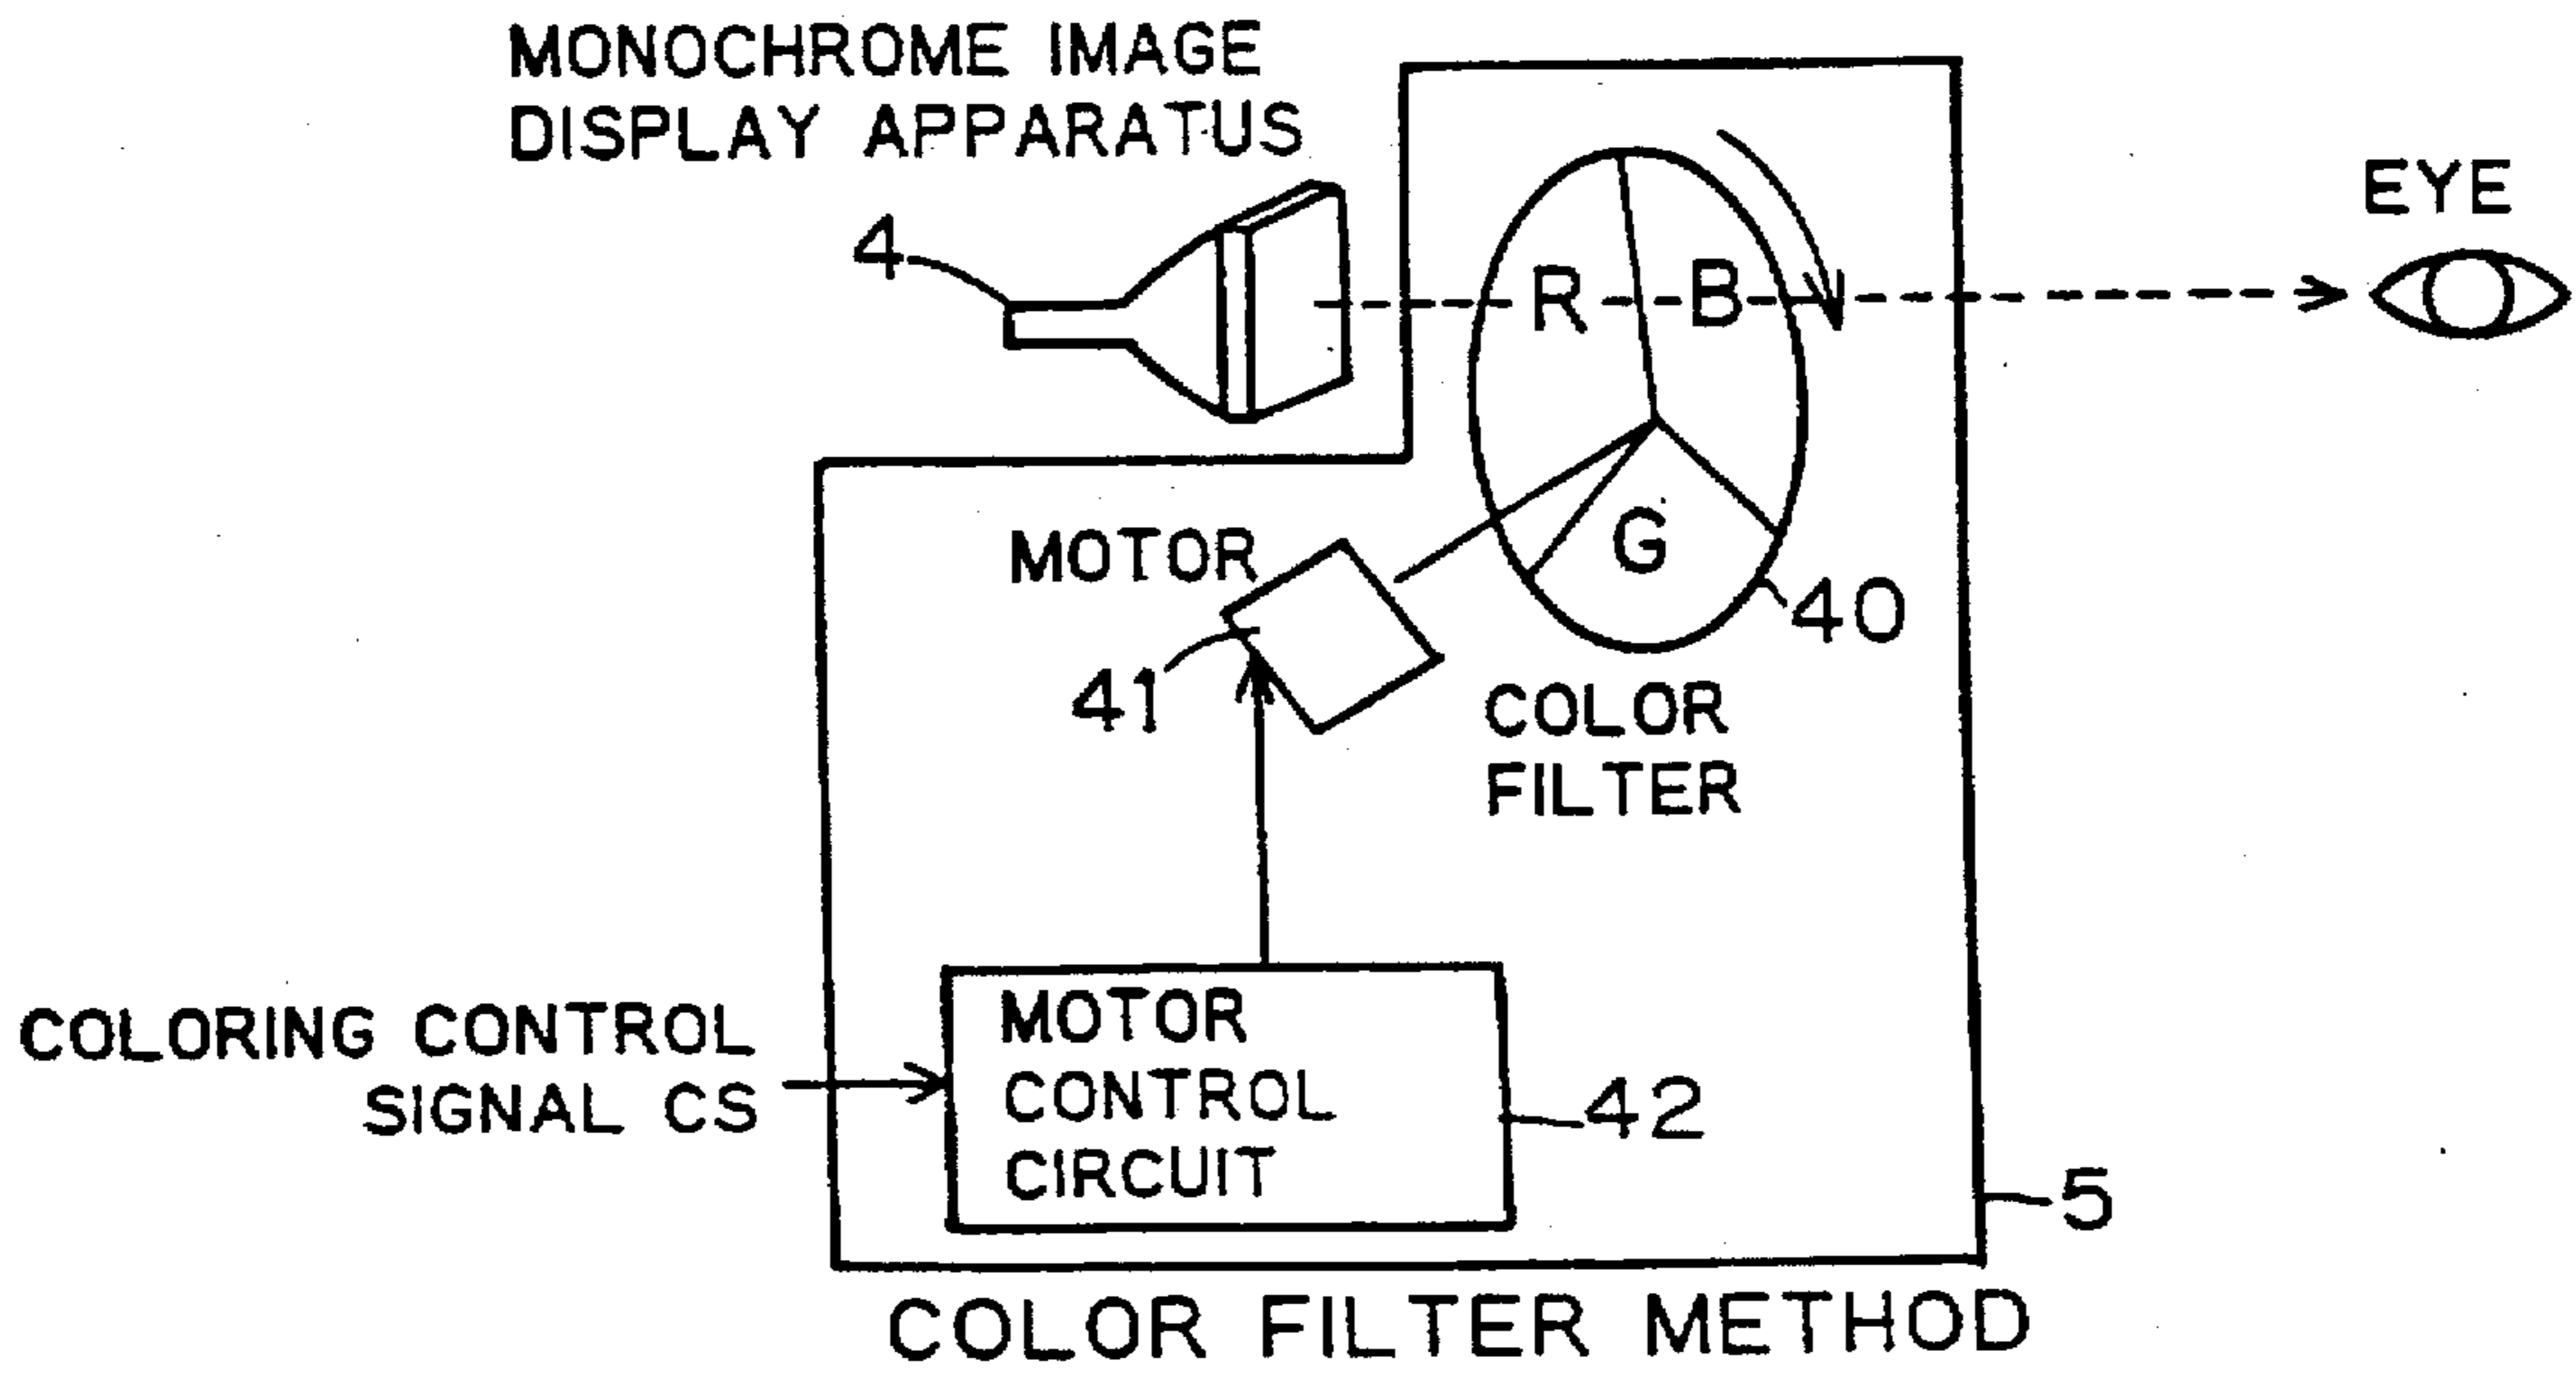 MONOCHROME IMAGE
DISPLAY APPARATUS
EYE
4
R
B
G
MOTOR
40
41
COLOR
FILTER
MOTOR
CONTROL
CIRCUIT
COLORING CONTROL
SIGNAL CS
42
5
COLOR FILTER METHOD